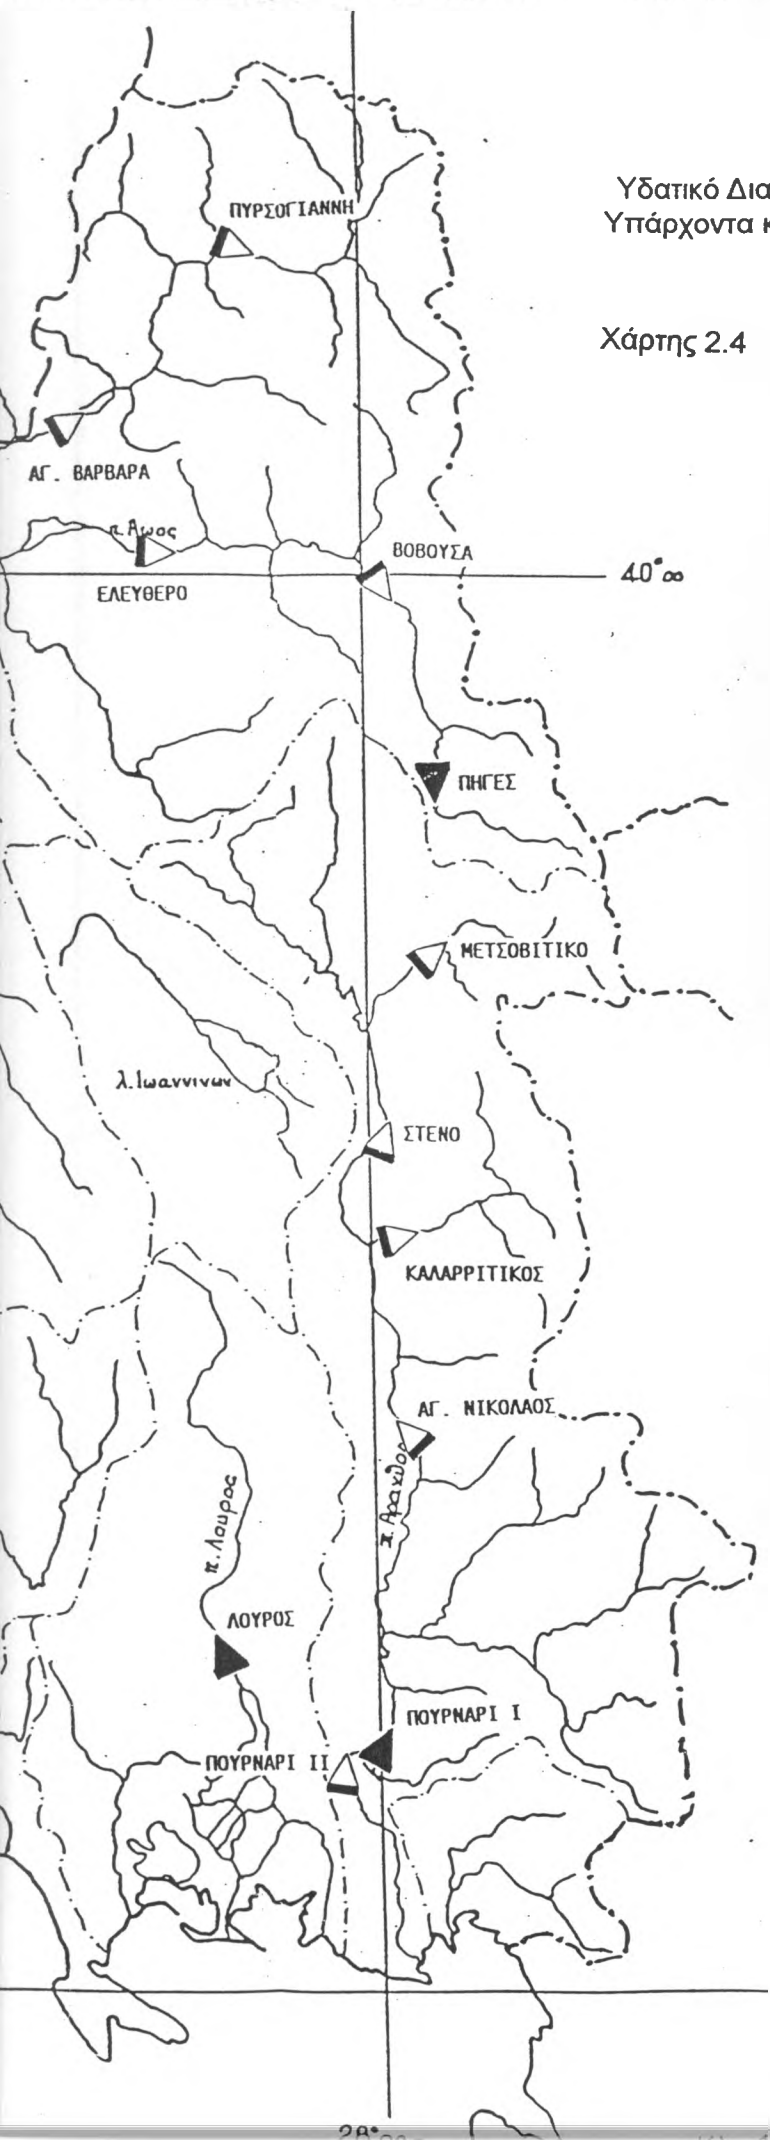 Υδατικό Δια
Υπάρχοντα κ
Χάρτης 2.4
ΠΥΡΣΟΓΙΑΝΝΗ
ΑΓ. ΒΑΡΒΑΡΑ
π. Αωος
ΒΟΒΟΥΣΑ
40°00
ΕΛΕΥΘΕΡΟ
ΠΗΓΕΣ
ΜΕΤΣΟΒΙΤΙΚΟ
λ. Ιωαννινων
ΣΤΕΝΟ
ΚΑΛΑΡΡΙΤΙΚΟΣ
ΑΓ. ΝΙΚΟΛΑΟΣ
π. Λουρος
π. Αραχθος
ΛΟΥΡΟΣ
ΠΟΥΡΝΑΡΙ Ι
ΠΟΥΡΝΑΡΙ ΙΙ